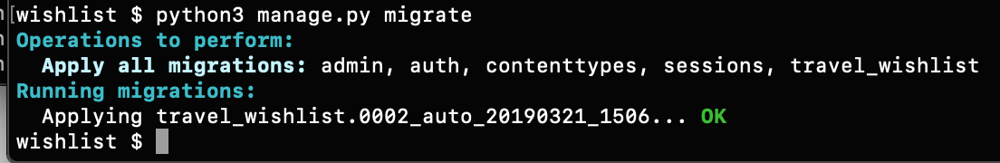 [wishlist $ python3 manage.py migrate
Operations to perform:
  Apply all migrations: admin, auth, contenttypes, sessions, travel_wishlist
Running migrations:
  Applying travel_wishlist.0002_auto_20190321_1506... OK
wishlist $